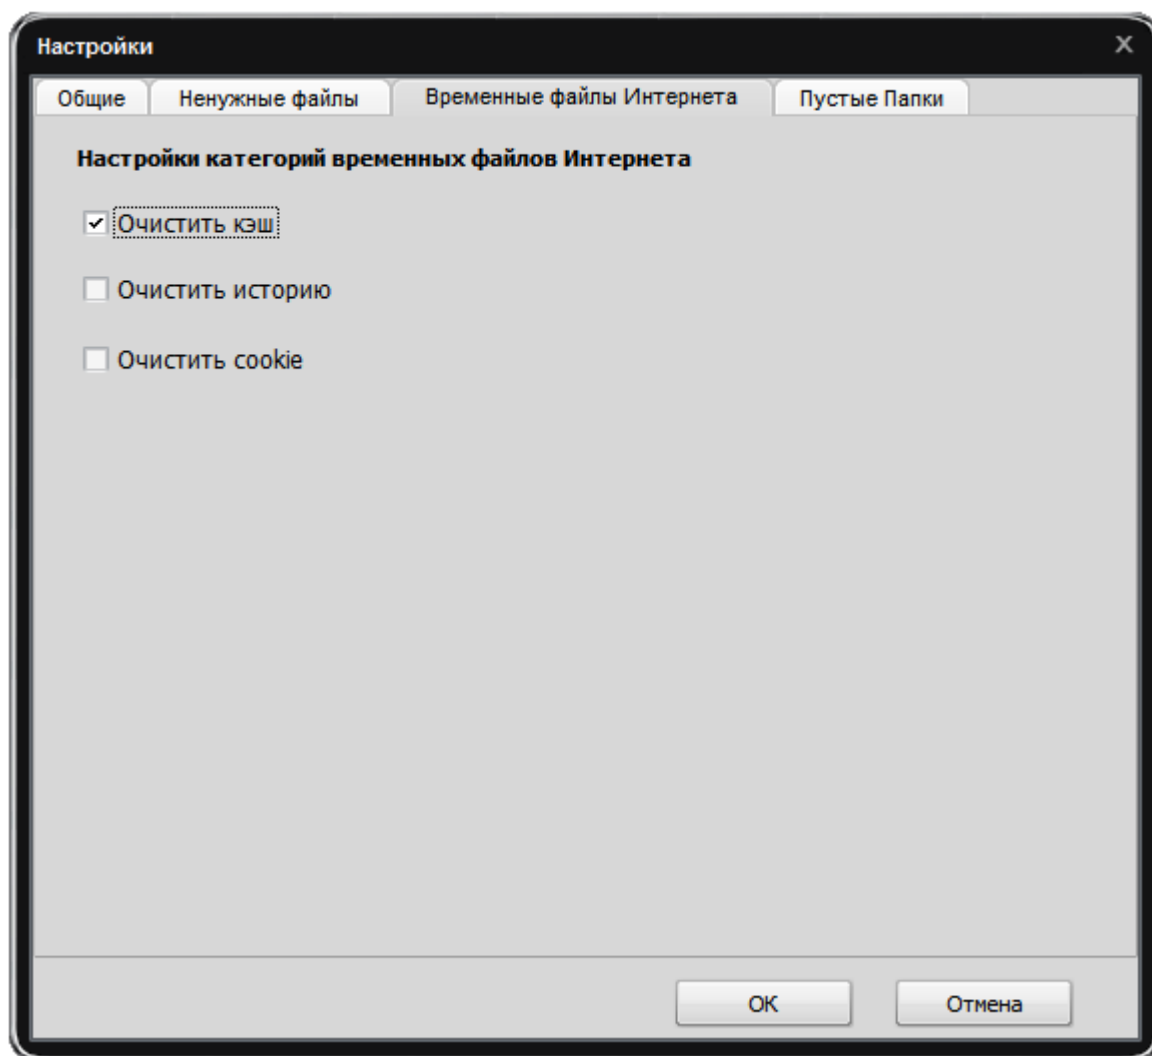 Настройки
Общие Ненужные файлы Временные файлы Интернета Пустые Папки
Настройки категорий временных файлов Интернета
Очистить кэш
Очистить историю
Очистить cookie
ОК Отмена